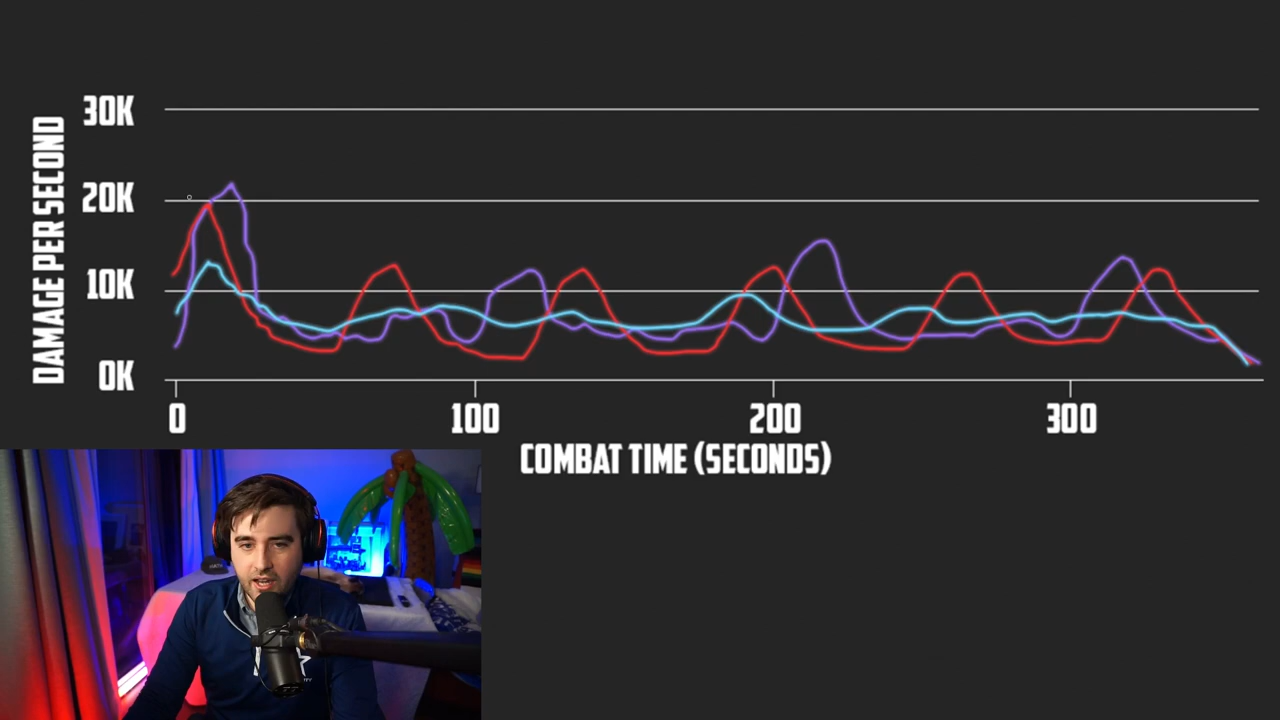 30K
20K
10K
0K
DAMAGE PER SECOND
0 100 200 300
COMBAT TIME (SECONDS)